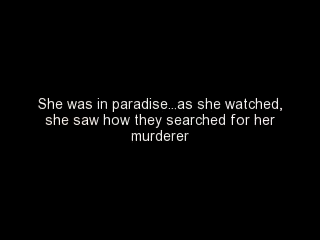 She was in paradise...as she watched,
she saw how they searched for her
murderer